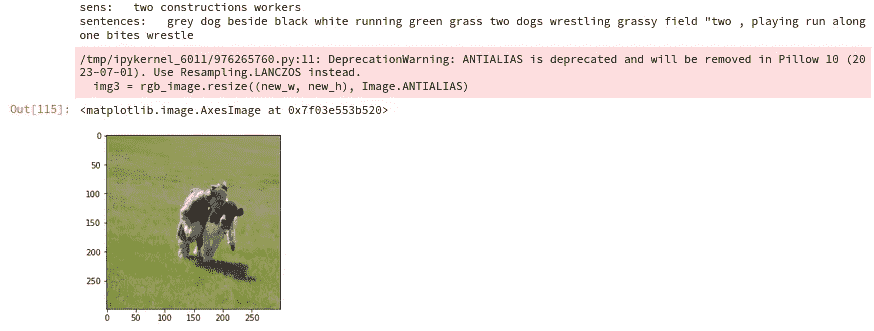 sens:   two constructions workers
sentences:   grey dog beside black white running green grass two dogs wrestling grassy field "two , playing run along
one bites wrestle
/tmp/ipykernel_6011/976265760.py:11: DeprecationWarning: ANTIALIAS is deprecated and will be removed in Pillow 10 (20
23-07-01). Use Resampling.LANCZOS instead.
  img3 = rgb_image.resize((new_w, new_h), Image.ANTIALIAS)
Out[115]: <matplotlib.image.AxesImage at 0x7f03e553b520>
0
50
100
150
200
250
0 50 100 150 200 250